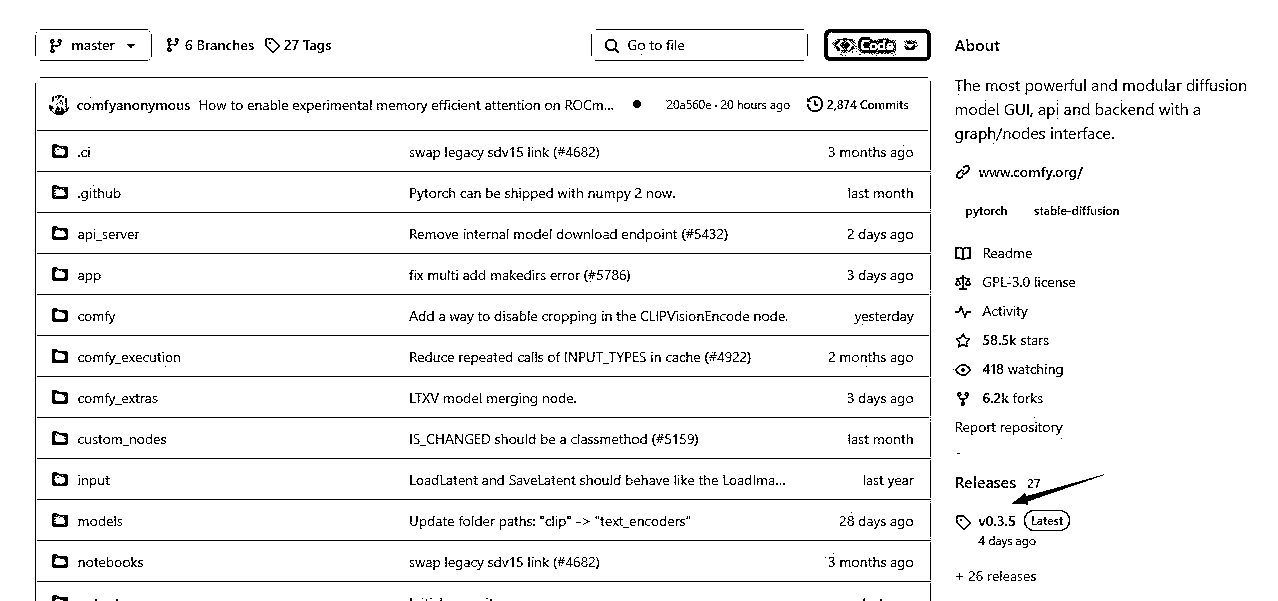 master 6 Branches 27 Tags Go to file Code
comfyanonymous How to enable experimental memory efficient attention on ROCm... 20a560e · 20 hours ago 2,874 Commits
.ci swap legacy sdv15 link (#4682) 3 months ago
.github Pytorch can be shipped with numpy 2 now. last month
api_server Remove internal model download endpoint (#5432) 2 days ago
app fix multi add makedirs error (#5786) 3 days ago
comfy Add a way to disable cropping in the CLIPVisionEncode node. yesterday
comfy_execution Reduce repeated calls of INPUT_TYPES in cache (#4922) 2 months ago
comfy_extras LTXV model merging node. 3 days ago
custom_nodes IS_CHANGED should be a classmethod (#5159) last month
input LoadLatent and SaveLatent should behave like the LoadIma... last year
models Update folder paths: "clip" -> "text_encoders" 28 days ago
notebooks swap legacy sdv15 link (#4682) 3 months ago
About
The most powerful and modular diffusion
model GUI, api and backend with a
graph/nodes interface.
www.comfy.org/
pytorch stable-diffusion
Readme
GPL-3.0 license
Activity
58.5k stars
418 watching
6.2k forks
Report repository
Releases 27
v0.3.5 Latest
4 days ago
+ 26 releases